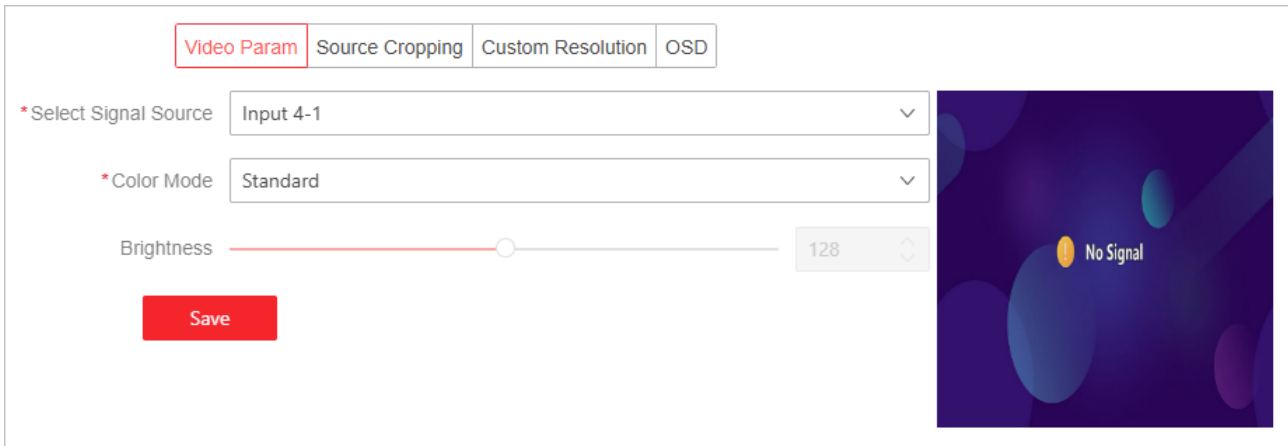 Video Param Source Cropping Custom Resolution OSD
*Select Signal Source Input 4-1
*Color Mode Standard
Brightness 128
! No Signal
Save